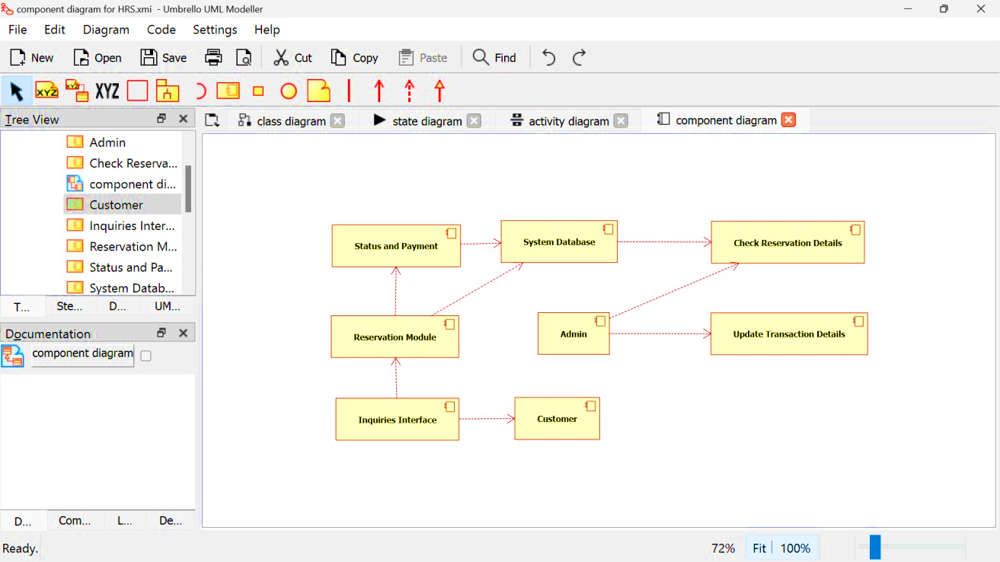 component diagram for HRS.xmi - Umbrello UML Modeller
File Edit Diagram Code Settings Help
New Open Save Cut Copy Paste Find
XYZ XYZ XYZ
Tree View
class diagram state diagram activity diagram component diagram
Admin
Check Reserva...
component di...
Customer
Inquiries Inter...
Reservation M...
Status and Pa...
System Datab...
T... Ste... D... UM...
Documentation
component diagram
Status and Payment
System Database
Check Reservation Details
Reservation Module
Admin
Update Transaction Details
Inquiries Interface
Customer
D... Com... L... De...
Ready.
72% Fit 100%